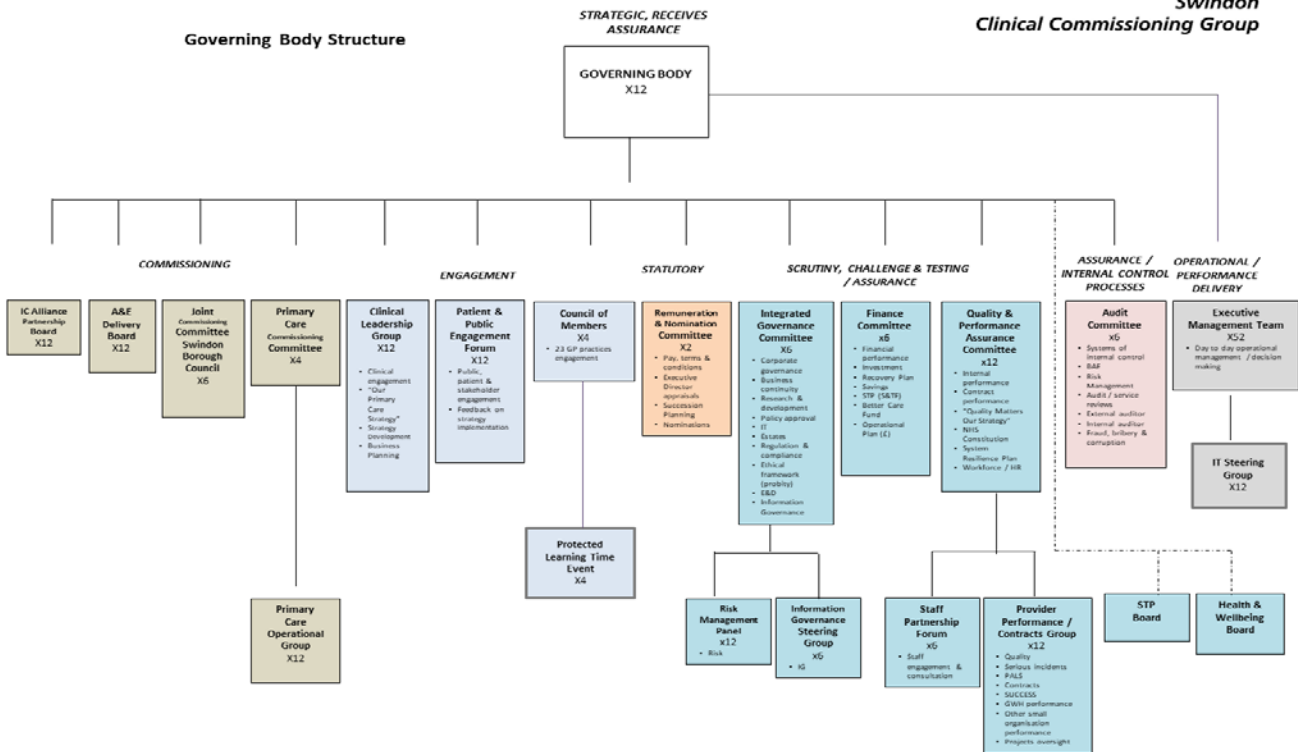 Swindon
Clinical Commissioning Group
Governing Body Structure
STRATEGIC, RECEIVES
ASSURANCE
GOVERNING BODY
X12
COMMISSIONING
ENGAGEMENT
STATUTORY
SCRUTINY, CHALLENGE & TESTING
/ ASSURANCE
ASSURANCE /
INTERNAL CONTROL
PROCESSES
OPERATIONAL /
PERFORMANCE
DELIVERY
IC Alliance
Partnership
Board
X12
A&E
Delivery
Board
X12
Joint
Commissioning
Committee
Swindon
Borough
Council
X6
Primary
Care
Commissioning
Committee
X4
Clinical
Leadership
Group
X12
• Clinical
engagement
• "Our
Primary
Care
Strategy"
• Strategy
Development
• Business
Planning
Patient &
Public
Engagement
Forum
X12
• Public,
patient &
stakeholder
engagement
• Feedback on
strategy
implementation
Council of
Members
X4
• 23 GP practices
engagement
Remuneration
& Nomination
Committee
X2
• Pay, terms &
conditions
• Executive
Director
appraisals
• Succession
Planning
• Nominations
Integrated
Governance
Committee
X6
• Corporate
governance
• Business
continuity
• Research &
development
• Policy approval
• IT
• Estates
• Regulation &
compliance
• Ethical
framework
(probity)
• E&D
• Information
Governance
Finance
Committee
x6
• Financial
performance
• Investment
• Recovery Plan
• Savings
• STP (S&TF)
• Better Care
Fund
• Operational
Plan (£)
Quality &
Performance
Assurance
Committee
x12
• Internal
performance
• Contract
performance
• "Quality Matters
Our Strategy"
• NHS
Constitution
• System
Resilience Plan
• Workforce / HR
Audit
Committee
x6
• Systems of
internal control
• BAF
• Risk
Management
• Audit / service
reviews
• External auditor
• Internal auditor
• Fraud, bribery &
corruption
Executive
Management Team
X52
• Day to day operational
management / decision
making
IT Steering
Group
X12
Protected
Learning Time
Event
X4
Primary
Care
Operational
Group
X12
Risk
Management
Panel
x12
• Risk
Information
Governance
Steering
Group
x6
• IG
Staff
Partnership
Forum
x6
• Staff
engagement &
consultation
Provider
Performance /
Contracts Group
x12
• Quality
• Serious incidents
• PALS
• Contracts
• SUCCESS
• GWH performance
• Other small
organisation
performance
• Projects oversight
STP
Board
Health &
Wellbeing
Board